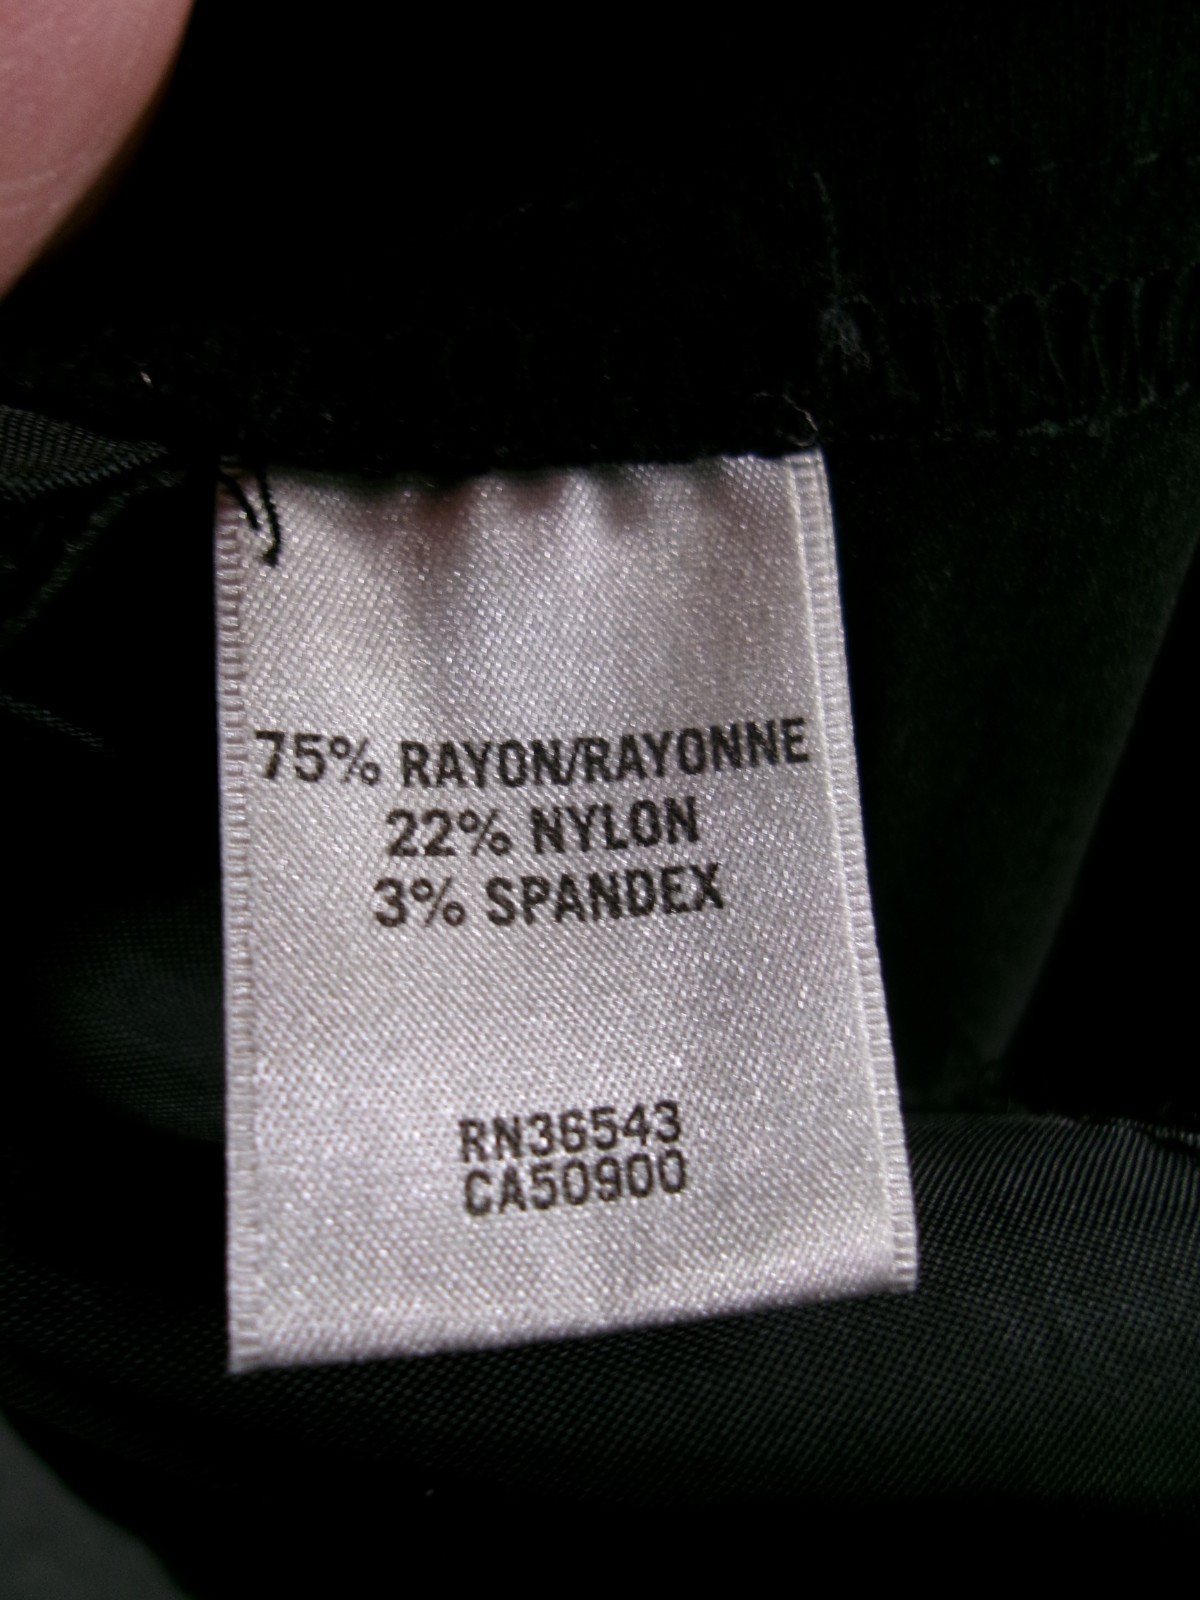 75% RAYON/RAYONNE
22% NYLON
3% SPANDEX
RN36543
CA50900